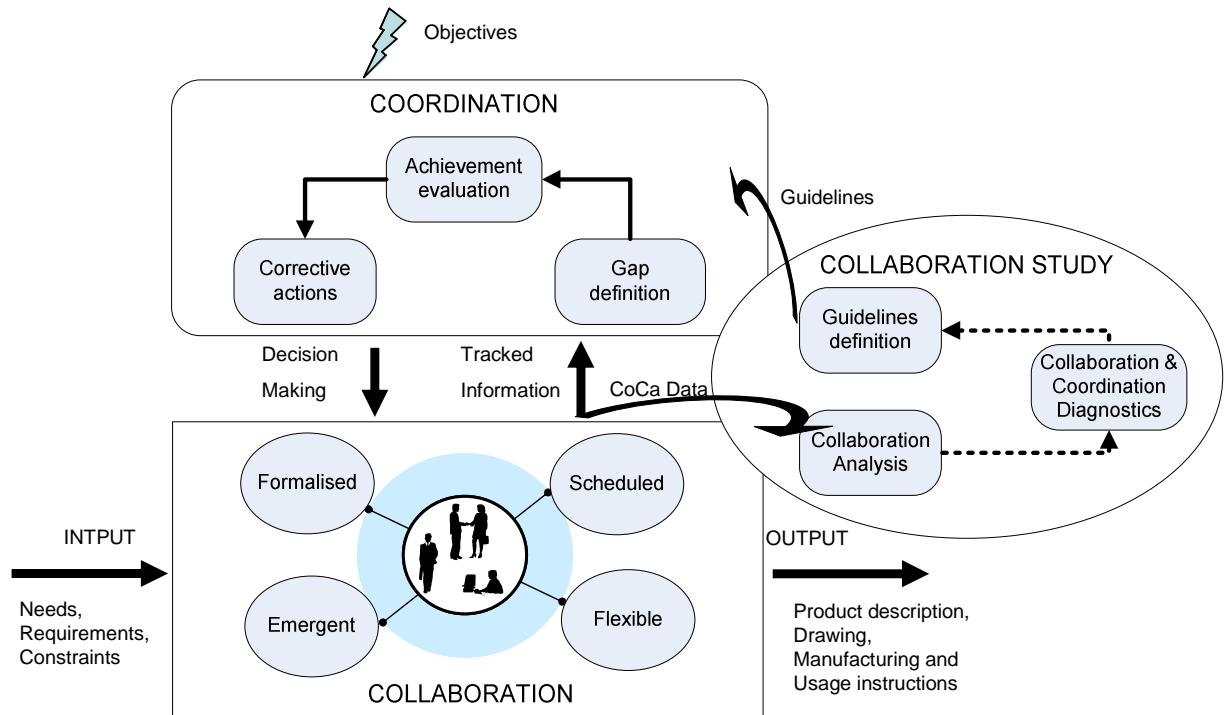 Objectives
COORDINATION
Achievement
evaluation
Corrective
actions
Gap
definition
Guidelines
COLLABORATION STUDY
Guidelines
definition
Collaboration &
Coordination
Diagnostics
Collaboration
Analysis
Decision
Making
Tracked
Information
CoCa Data
Formalised
Scheduled
Emergent
Flexible
COLLABORATION
INTPUT
Needs,
Requirements,
Constraints
OUTPUT
Product description,
Drawing,
Manufacturing and
Usage instructions